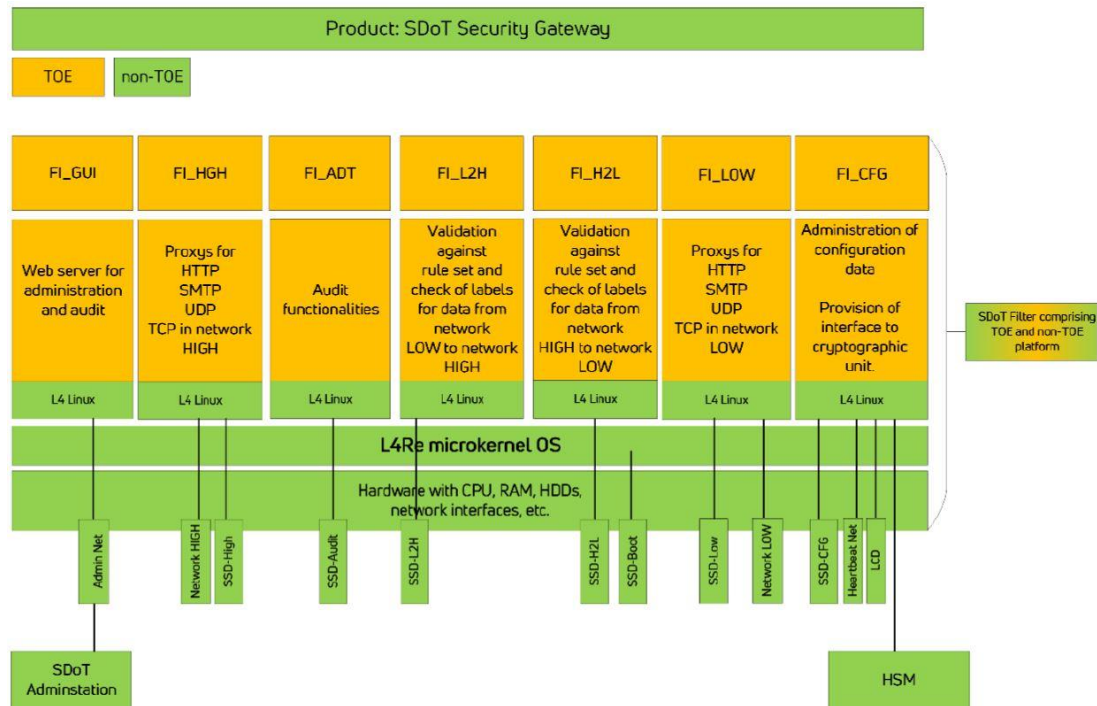 Product: SDoT Security Gateway
TOE
non-TOE
FI_GUI
FI_HGH
FI_ADT
FI_L2H
FI_H2L
FI_LOW
FI_CFG
Web server for
administration
and audit
Proxys for
HTTP
SMTP
UDP
TCP in network
HIGH
Audit
functionalities
Validation
against
rule set and
check of labels
for data from
network
LOW to network
HIGH
Validation
against
rule set and
check of labels
for data from
network
HIGH to network
LOW
Proxys for
HTTP
SMTP
UDP
TCP in network
LOW
Administration of
configuration
data
Provision of
interface to
cryptographic
unit.
SDoT Filter comprising
TOE and non-TOE
platform
L4 Linux
L4 Linux
L4 Linux
L4 Linux
L4 Linux
L4 Linux
L4 Linux
L4Re microkernel OS
Hardware with CPU, RAM, HDDs,
network interfaces, etc.
Admin Net
Network HIGH
SSD-High
SSD-Audit
SSD-L2H
SSD-H2L
SSD-Boot
SSD-Low
Network LOW
SSD-CFG
Heartbeat Net
LCD
SDoT
Adminstation
HSM